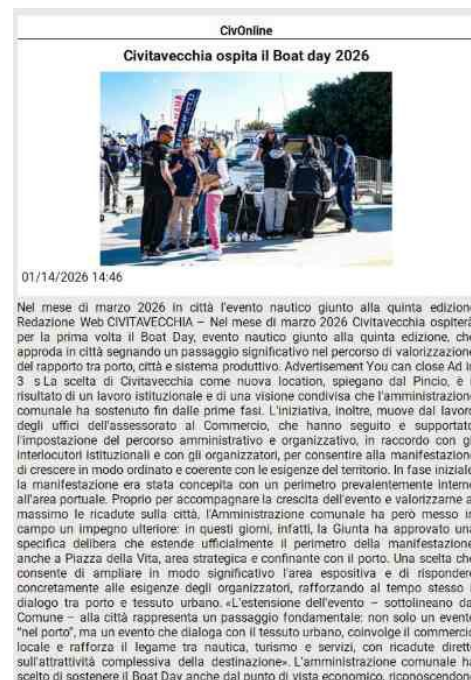 CivOnline
Civitavecchia ospita il Boat day 2026
01/14/2026 14:46
Nel mese di marzo 2026 in città l'evento nautico giunto alla quinta edizione
Redazione Web CIVITAVECCHIA – Nel mese di marzo 2026 Civitavecchia ospiterà
per la prima volta il Boat Day, evento nautico giunto alla quinta edizione, che
approda in città segnando un passaggio significativo nel percorso di valorizzazione
del rapporto tra porto, città e sistema produttivo. Advertisement You can close Ad in
3 s La scelta di Civitavecchia come nuova location, spiegano dal Pincio, è il
risultato di un lavoro istituzionale e di una visione condivisa che l'amministrazione
comunale ha sostenuto fin dalle prime fasi. L'iniziativa, inoltre, muove dal lavoro
degli uffici dell'assessorato al Commercio, che hanno seguito e supportato
l'impostazione del percorso amministrativo e organizzativo, in raccordo con gli
interlocutori istituzionali e con gli organizzatori, per consentire alla manifestazione
di crescere in modo ordinato e coerente con le esigenze del territorio. In fase iniziale
la manifestazione era stata concepita con un perimetro prevalentemente interno
all'area portuale. Proprio per accompagnare la crescita dell'evento e valorizzarne al
massimo le ricadute sulla città, l'Amministrazione comunale ha però messo in
campo un impegno ulteriore: in questi giorni, infatti, la Giunta ha approvato una
specifica delibera che estende ufficialmente il perimetro della manifestazione
anche a Piazza della Vita, area strategica e confinante con il porto. Una scelta che
consente di ampliare in modo significativo l'area espositiva e di rispondere
concretamente alle esigenze degli organizzatori, rafforzando al tempo stesso il
dialogo tra porto e tessuto urbano. «L'estensione dell'evento – sottolineano dal
Comune – alla città rappresenta un passaggio fondamentale: non solo un evento
"nel porto", ma un evento che dialoga con il tessuto urbano, coinvolge il commercio
locale e rafforza il legame tra nautica, turismo e servizi, con ricadute dirette
sull'attrattività complessiva della destinazione». L'amministrazione comunale ha
scelto di sostenere il Boat Day anche dal punto di vista economico, riconoscendone